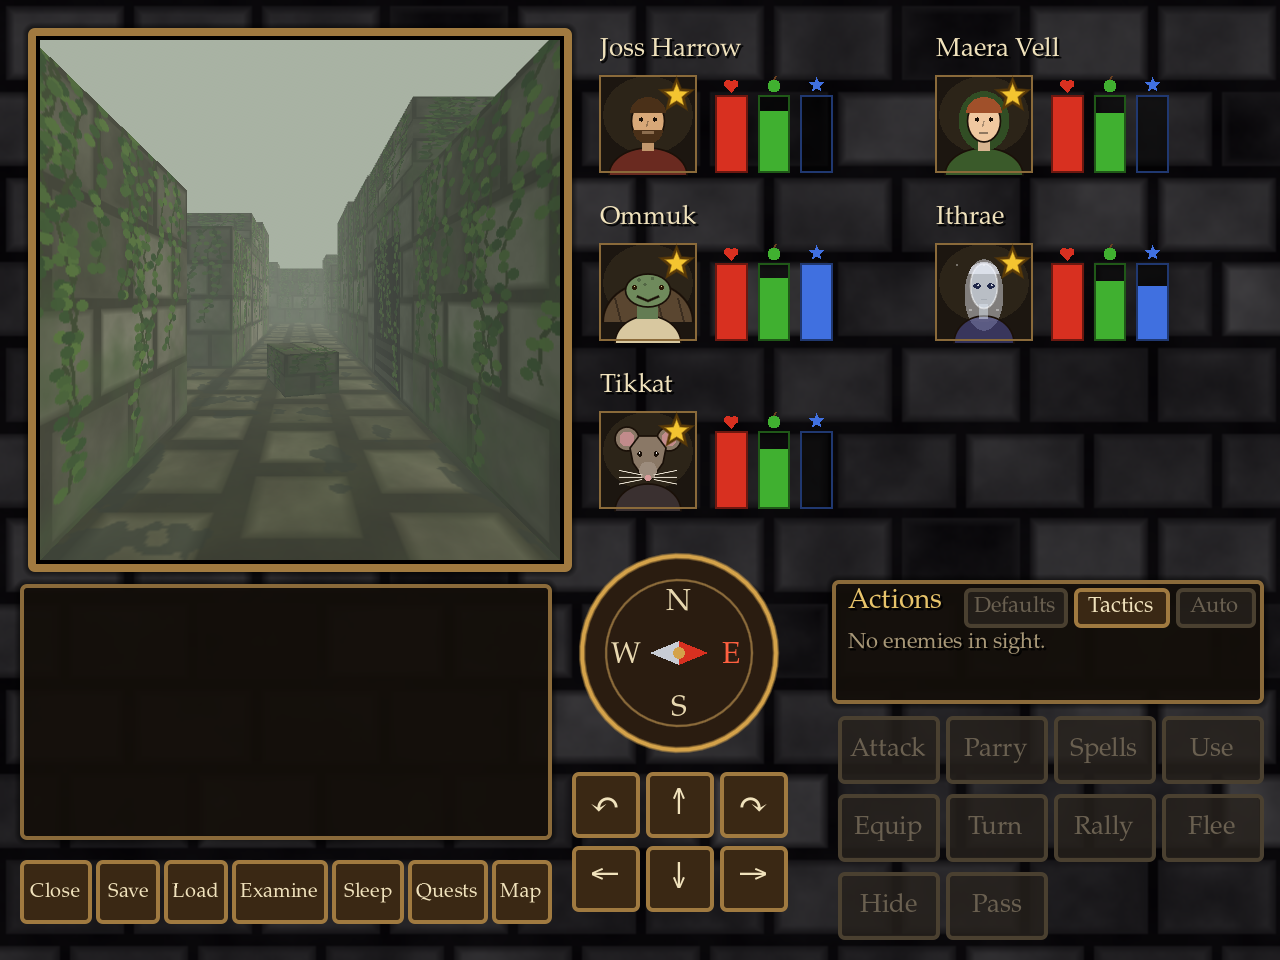 Joss Harrow
Maera Vell
Ommuk
Ithrae
Tikkat
N
W E
S
Actions Defaults Tactics Auto
No enemies in sight.
Attack Parry Spells Use
Equip Turn Rally Flee
Hide Pass
Close Save Load Examine Sleep Quests Map